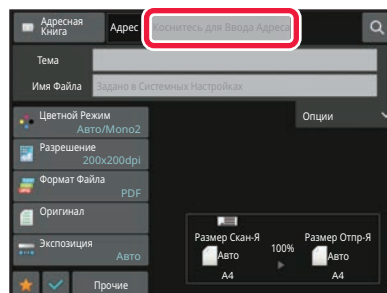 Адресная
Книга
Адрес
Коснитесь для Ввода Адреса
Тема
Имя Файла
Задано в Системных Настройках
Цветной Режим
Авто/Mono2
Опции
Разрешение
200x200dpi
Формат Файла
PDF
Оригинал
Экспозиция
Авто
Размер Скан-Я
100%
Размер Отпр-Я
Авто
Авто
A4
A4
Прочие